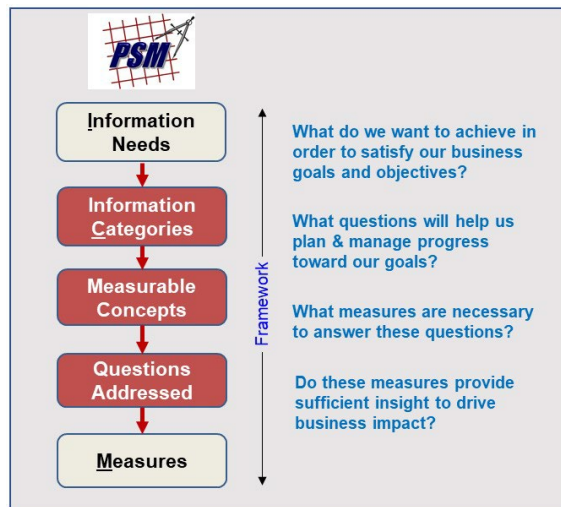 PSM
Information
Needs
Information
Categories
Measurable
Concepts
Questions
Addressed
Measures
Framework
What do we want to achieve in
order to satisfy our business
goals and objectives?
What questions will help us
plan & manage progress
toward our goals?
What measures are necessary
to answer these questions?
Do these measures provide
sufficient insight to drive
business impact?